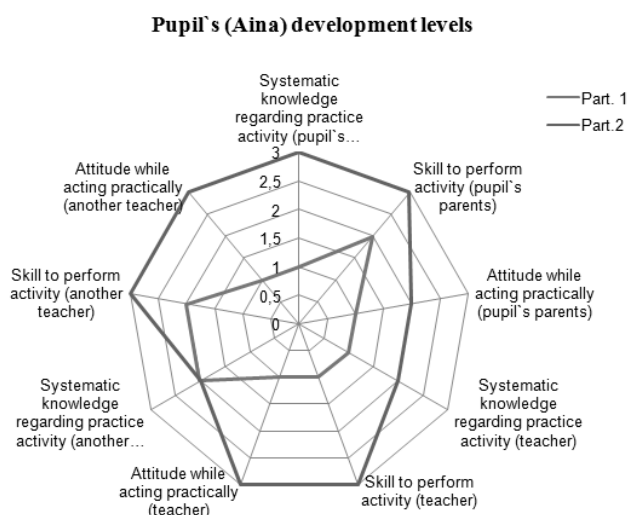 Pupil`s (Aina) development levels
Systematic
knowledge
regarding practice
activity (pupil`s…
Part. 1
Part.2
Attitude while
acting practically
(another teacher)
Skill to perform
activity (pupil`s
parents)
3
2,5
2
1,5
1
0,5
0
Skill to perform
activity (another
teacher)
Attitude while
acting practically
(pupil`s parents)
Systematic
knowledge
regarding practice
activity (another…
Systematic
knowledge
regarding practice
activity (teacher)
Attitude while
acting practically
(teacher)
Skill to perform
activity (teacher)